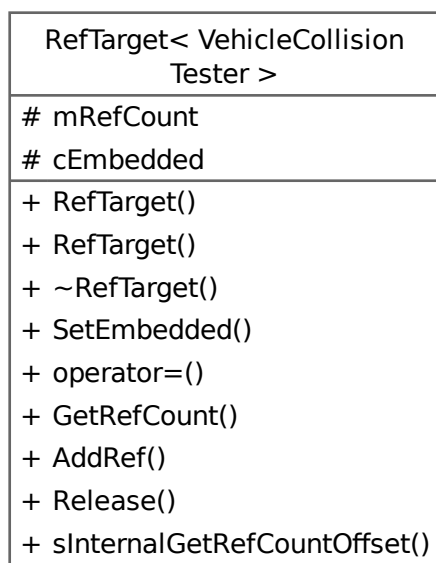 RefTarget< VehicleCollision
Tester >
# mRefCount
# cEmbedded
+ RefTarget()
+ RefTarget()
+ ~RefTarget()
+ SetEmbedded()
+ operator=()
+ GetRefCount()
+ AddRef()
+ Release()
+ sInternalGetRefCountOffset()